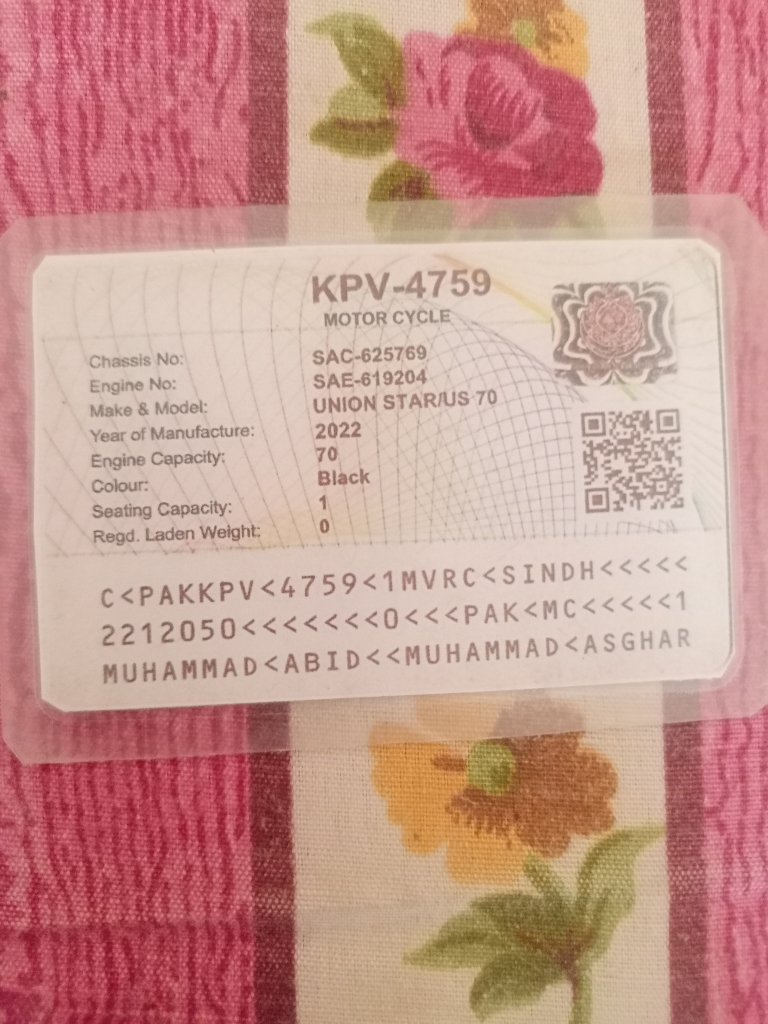 KPV-4759
MOTOR CYCLE
Chassis No: SAC-625769
Engine No: SAE-619204
Make & Model: UNION STAR/US 70
Year of Manufacture: 2022
Engine Capacity: 70
Colour: Black
Seating Capacity: 1
Regd. Laden Weight: 0
C<PAKKPV<4759<1MVRC<SINDH<<<<<
2212050<<<<<<<0<<<PAK<MC<<<<<1
MUHAMMAD<ABID<<MUHAMMAD<ASGHAR